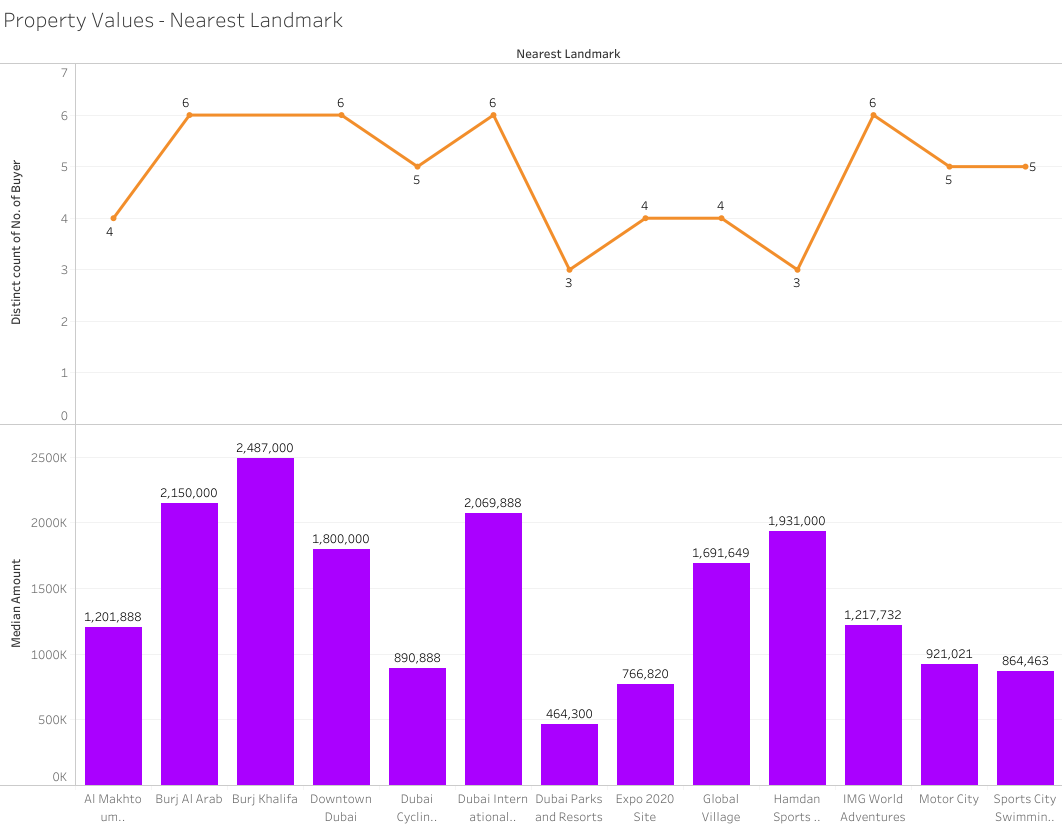 Property Values - Nearest Landmark
Nearest Landmark
Distinct count of No. of Buyer
7
6
5
4
3
2
1
0
4
6
6
5
6
3
4
4
3
6
5
5
Median Amount
2500K
2000K
1500K
1000K
500K
0K
1,201,888
2,150,000
2,487,000
1,800,000
890,888
2,069,888
464,300
766,820
1,691,649
1,931,000
1,217,732
921,021
864,463
Al Makhto
um..
Burj Al Arab
Burj Khalifa
Downtown
Dubai
Dubai
Cyclin..
Dubai Intern
ational..
Dubai Parks
and Resorts
Expo 2020
Site
Global
Village
Hamdan
Sports ..
IMG World
Adventures
Motor City
Sports City
Swimmin..